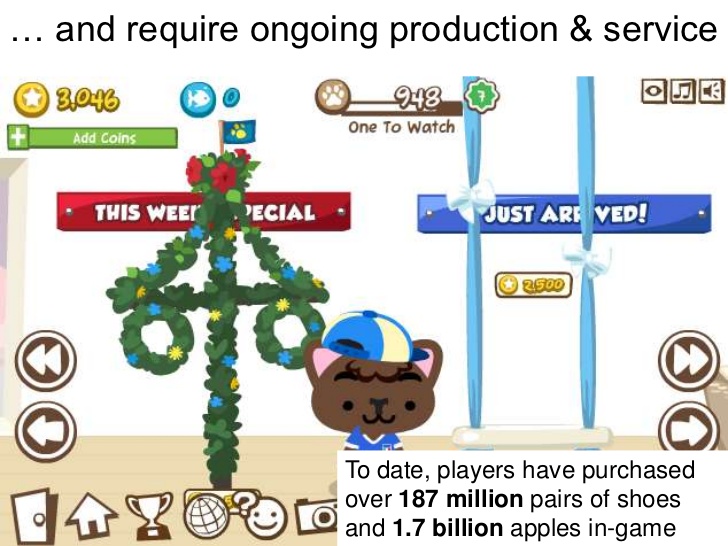 … and require ongoing production & service
3,046
0
948
7
Add Coins
One To Watch
THIS WEE PECIAL
JUST ARR VED!
2,500
?
To date, players have purchased
over 187 million pairs of shoes
and 1.7 billion apples in-game